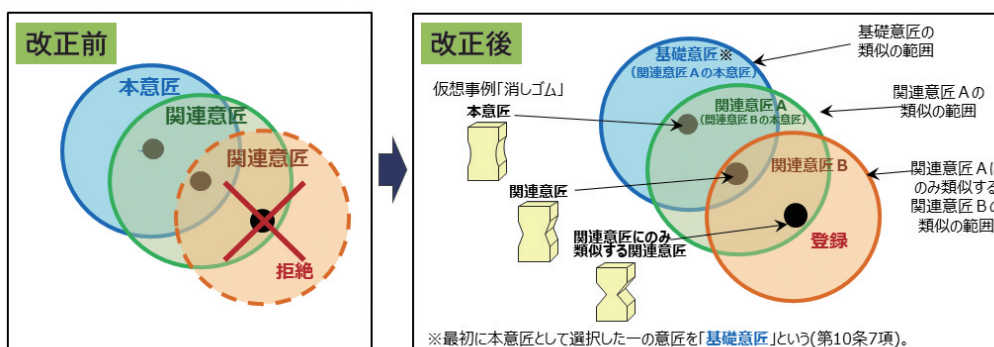 改正前
本意匠
関連意匠
関連意匠
拒絶
改正後
仮想事例「消しゴム」
本意匠
関連意匠
関連意匠にのみ
類似する関連意匠
基礎意匠※
(関連意匠Aの本意匠)
関連意匠A
(関連意匠Bの本意匠)
関連意匠B
登録
基礎意匠の
類似の範囲
関連意匠Aの
類似の範囲
関連意匠Aに
のみ類似する
関連意匠Bの
類似の範囲
※最初に本意匠として選択した一の意匠を「基礎意匠」という(第10条7項)。